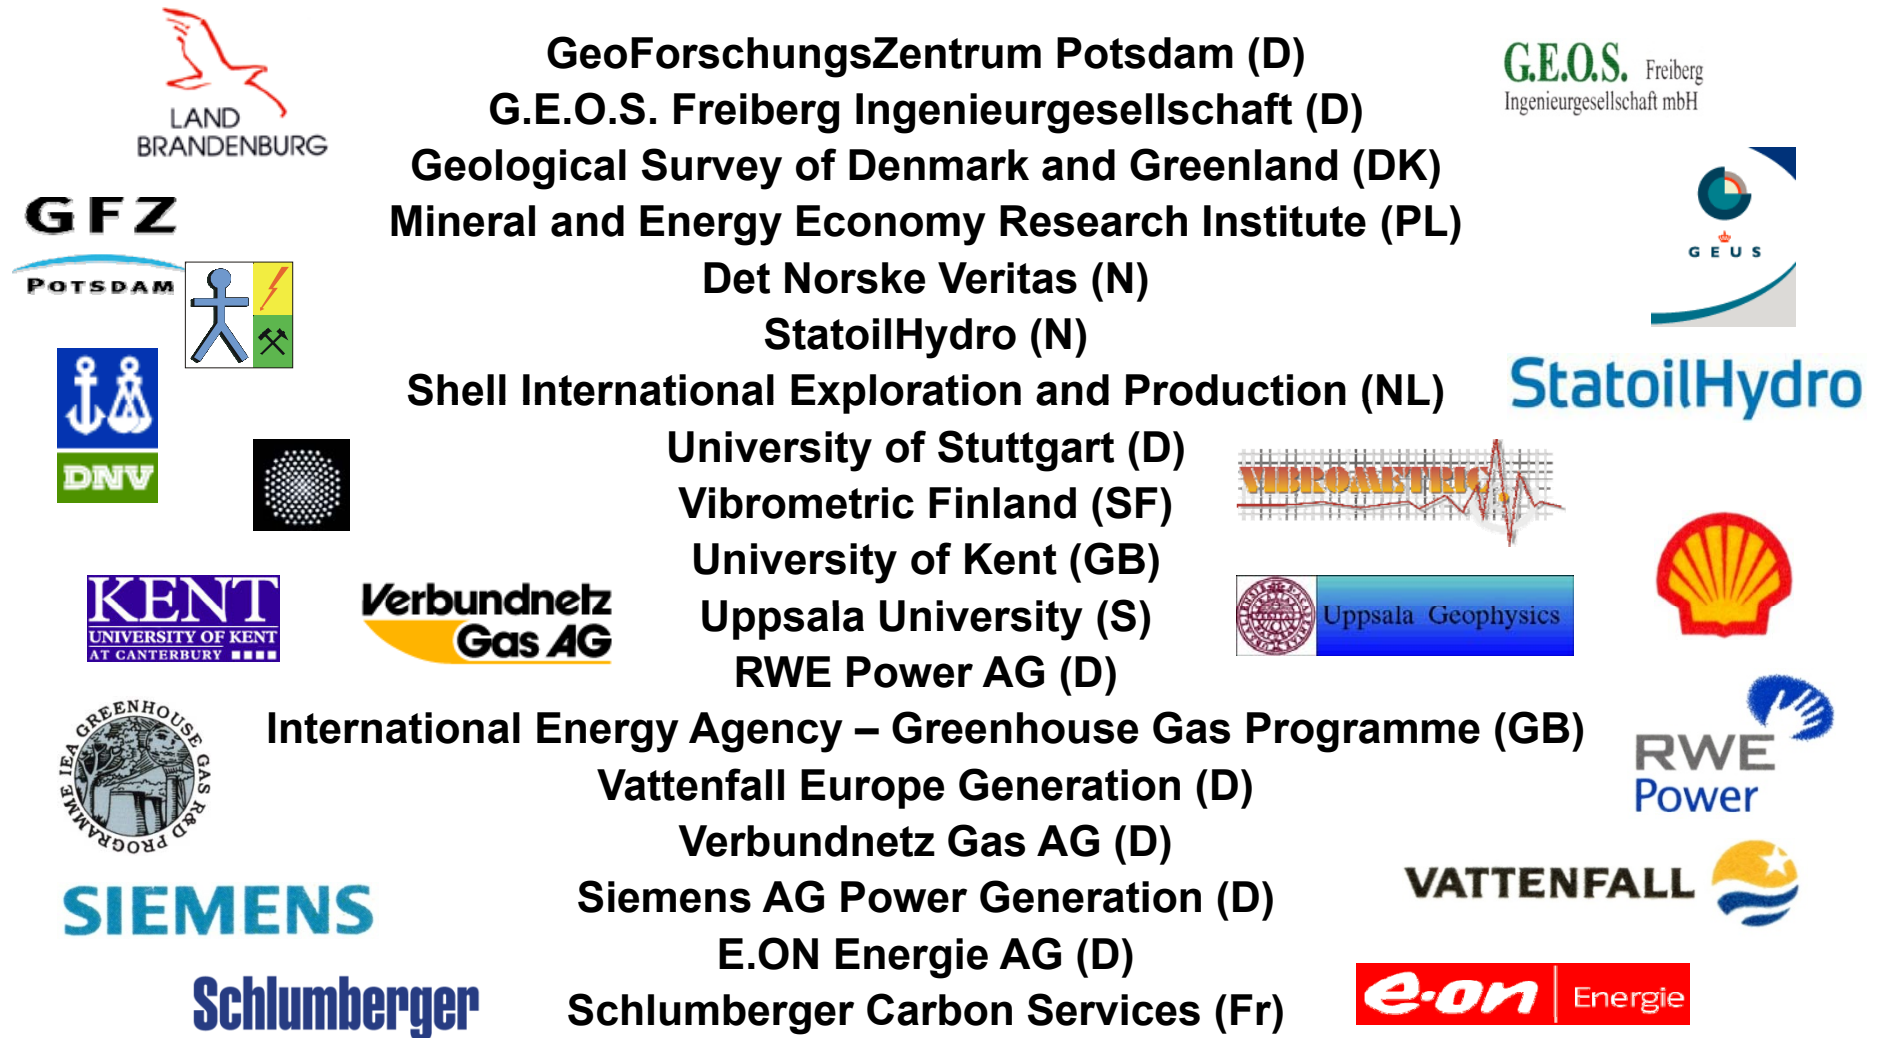 LAND
BRANDENBURG
GFZ
POTSDAM
DNV
KENT
UNIVERSITY OF KENT
AT CANTERBURY
Verbundnetz
Gas AG
IEA GREENHOUSE GAS R&D PROGRAMME
SIEMENS
Schlumberger
GeoForschungsZentrum Potsdam (D)
G.E.O.S. Freiberg Ingenieurgesellschaft (D)
Geological Survey of Denmark and Greenland (DK)
Mineral and Energy Economy Research Institute (PL)
Det Norske Veritas (N)
StatoilHydro (N)
Shell International Exploration and Production (NL)
University of Stuttgart (D)
Vibrometric Finland (SF)
University of Kent (GB)
Uppsala University (S)
RWE Power AG (D)
International Energy Agency – Greenhouse Gas Programme (GB)
Vattenfall Europe Generation (D)
Verbundnetz Gas AG (D)
Siemens AG Power Generation (D)
E.ON Energie AG (D)
Schlumberger Carbon Services (Fr)
G.E.O.S. Freiberg
Ingenieurgesellschaft mbH
GEUS
StatoilHydro
VIBROMETRIC
Uppsala Geophysics
RWE
Power
VATTENFALL
e·on Energie